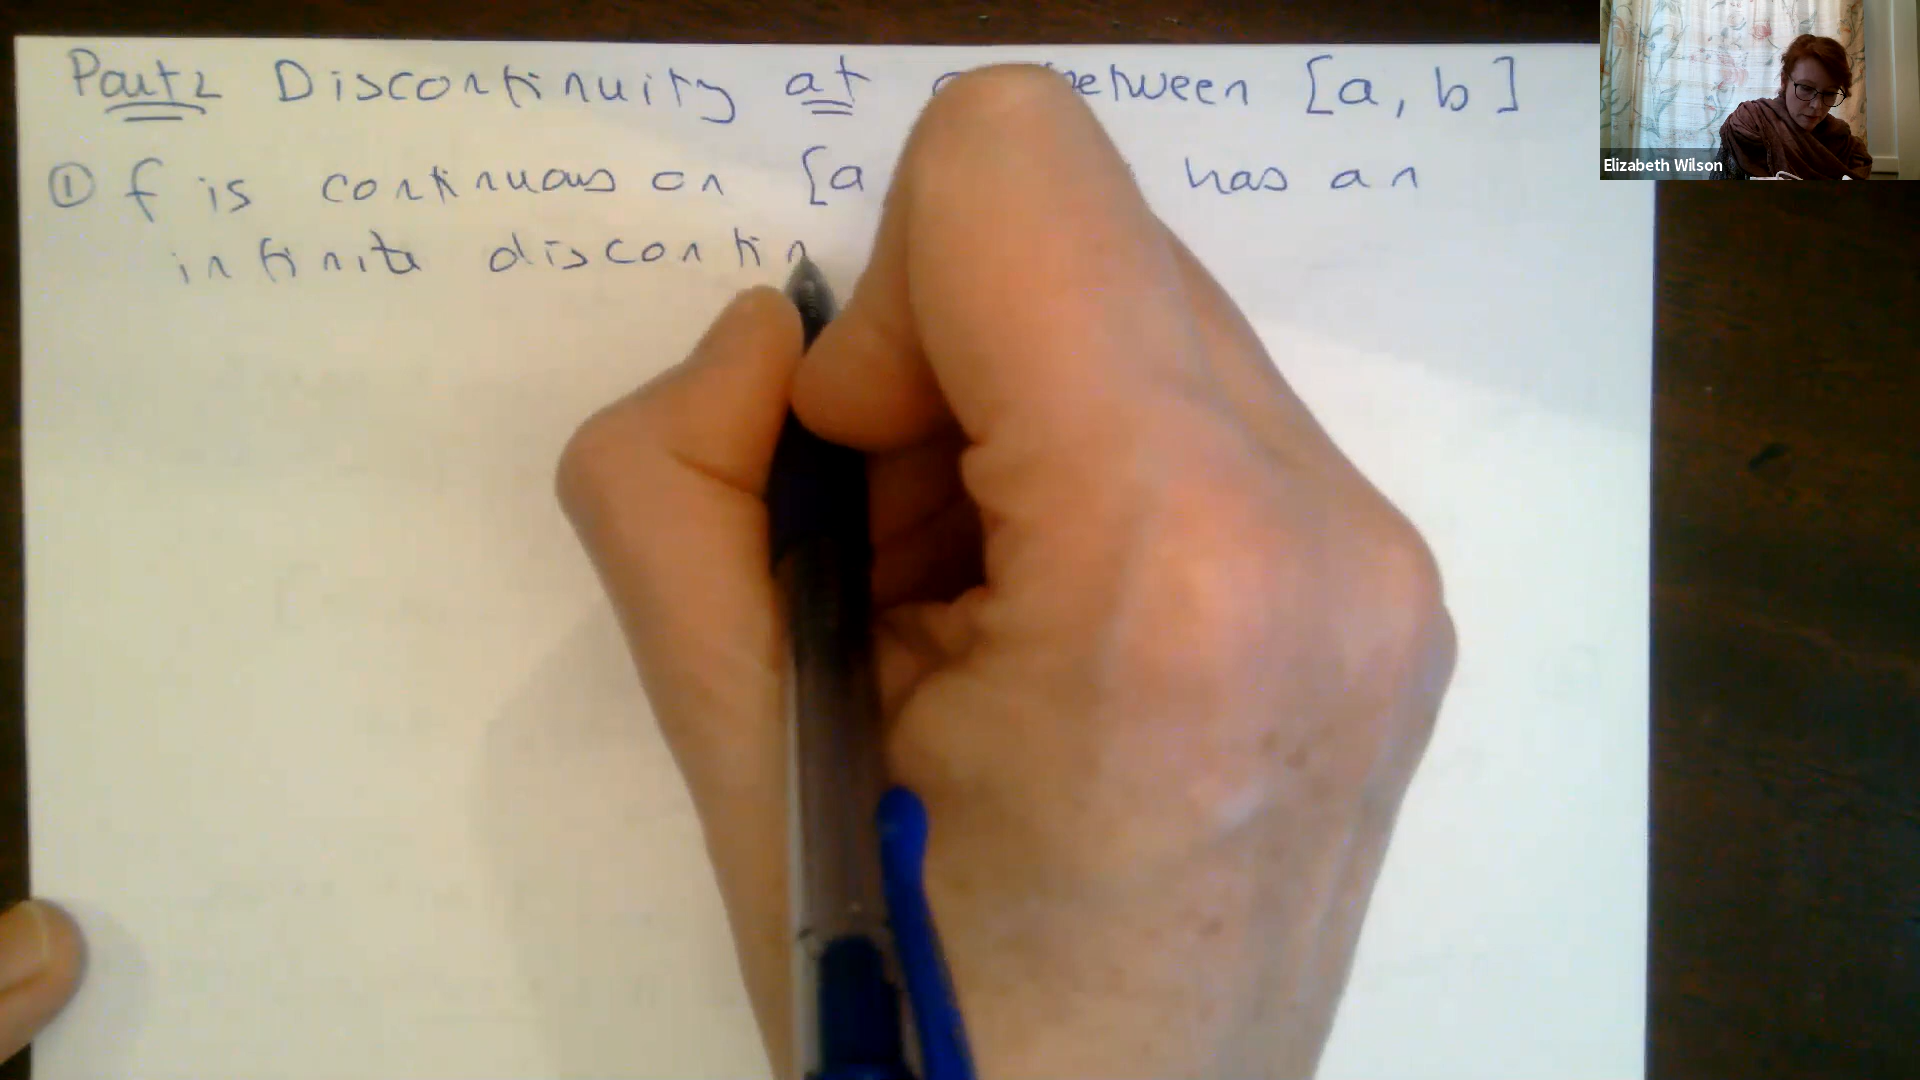 Part 2 Discontinuity at between [a, b]
① f is continuous on [a has an
infinite discontin
Elizabeth Wilson